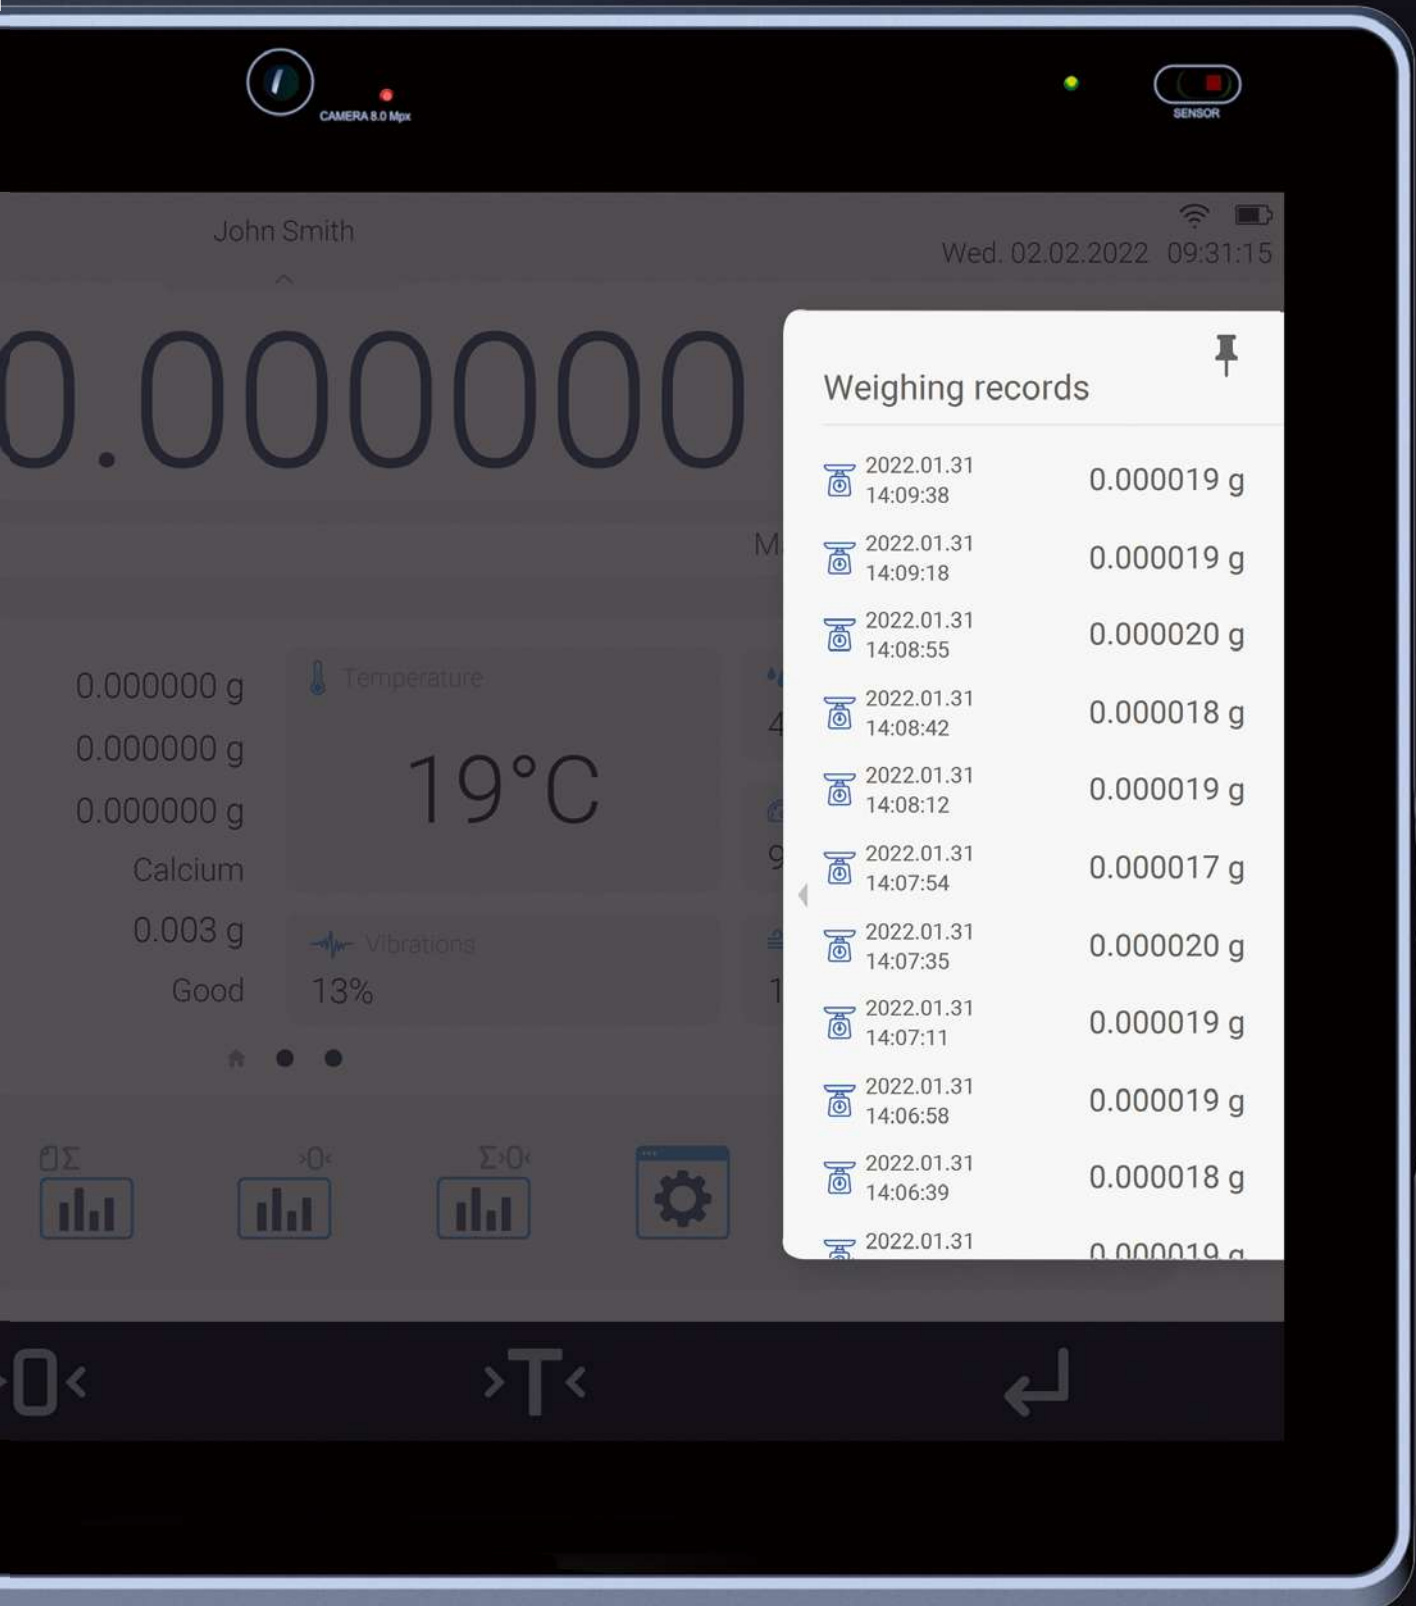 CAMERA 8.0 Mpx
SENSOR
John Smith
Wed. 02.02.2022 09:31:15
0.000000
Weighing records
2022.01.31
14:09:38
0.000019 g
2022.01.31
14:09:18
0.000019 g
2022.01.31
14:08:55
0.000020 g
2022.01.31
14:08:42
0.000018 g
2022.01.31
14:08:12
0.000019 g
2022.01.31
14:07:54
0.000017 g
2022.01.31
14:07:35
0.000020 g
2022.01.31
14:07:11
0.000019 g
2022.01.31
14:06:58
0.000019 g
2022.01.31
14:06:39
0.000018 g
2022.01.31
0.000019 g
0.000000 g
0.000000 g
0.000000 g
Calcium
0.003 g
Good
Temperature
19°C
Vibrations
13%
Σ
>0<
Σ>0<
0<
>T<